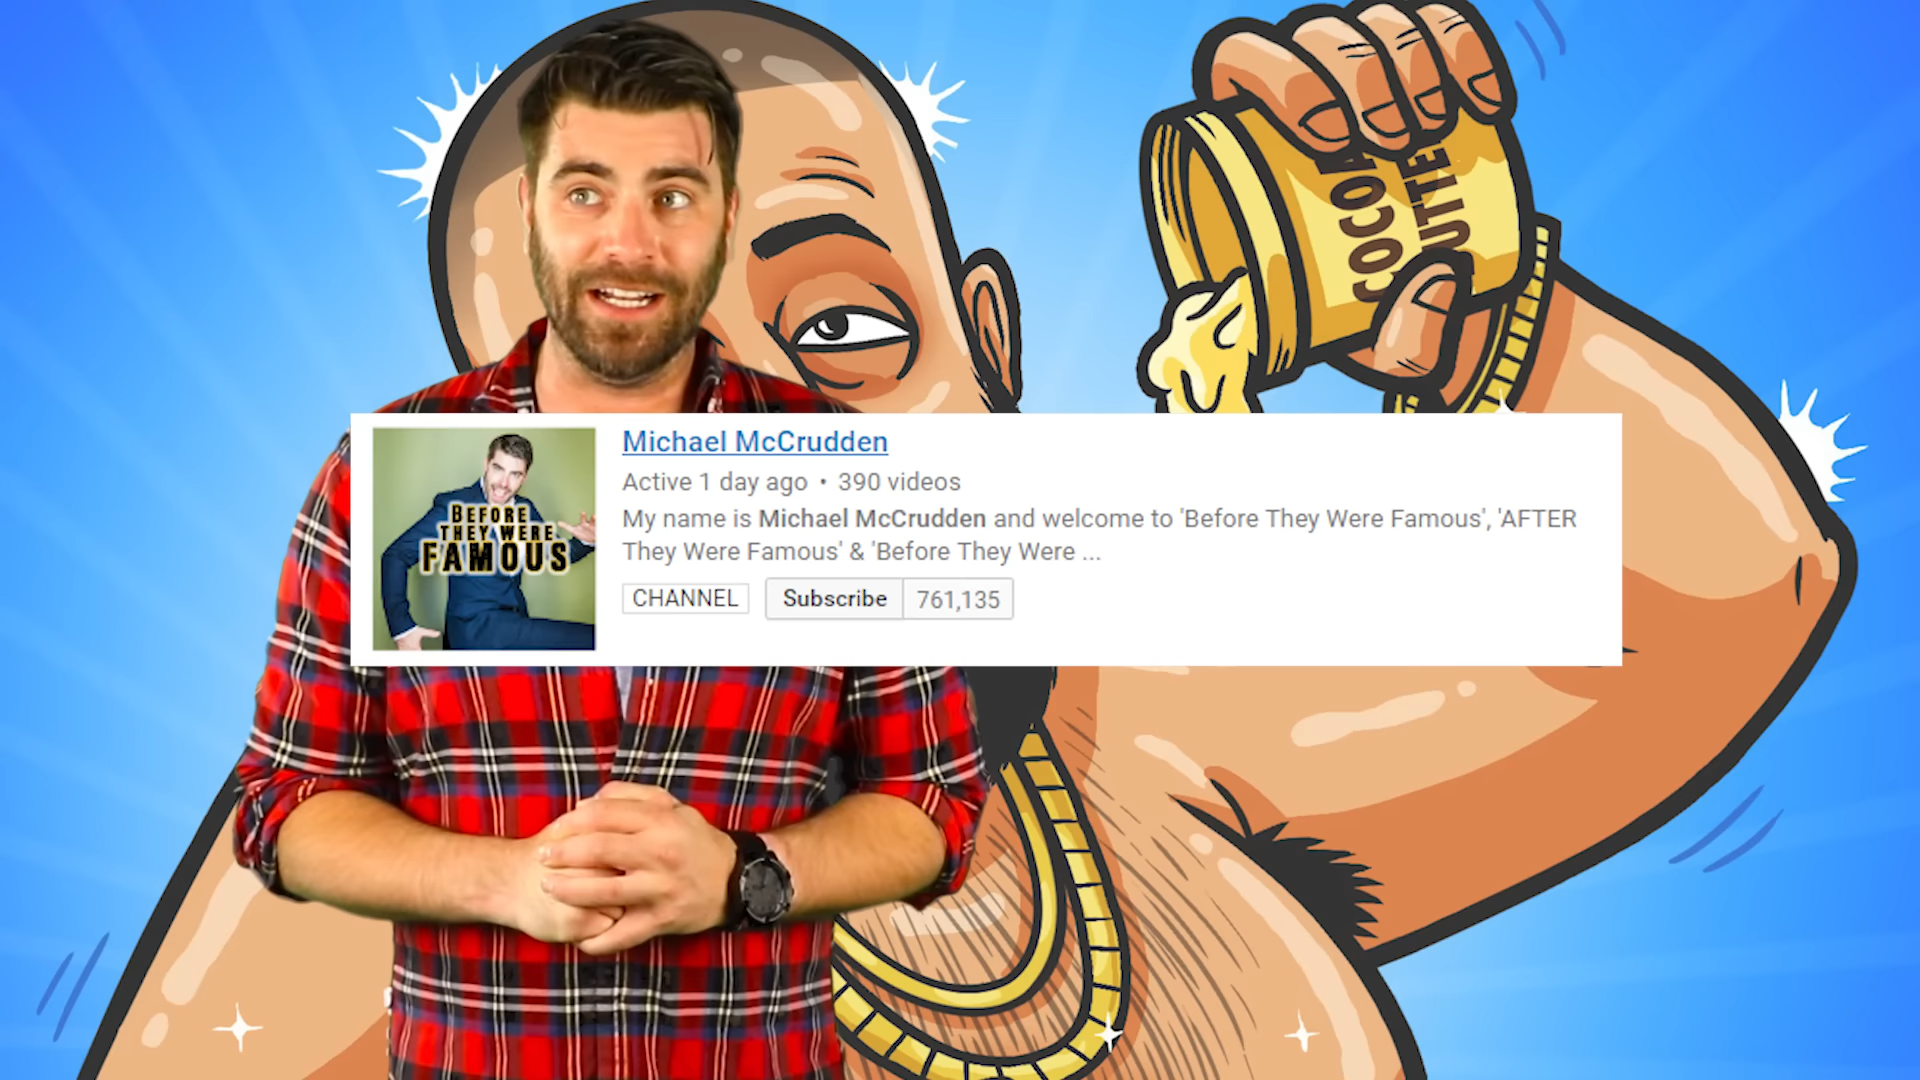 COCOA
BUTTE
Michael McCrudden
Active 1 day ago • 390 videos
My name is Michael McCrudden and welcome to 'Before They Were Famous', 'AFTER
They Were Famous' & 'Before They Were ...
CHANNEL Subscribe 761,135
BEFORE
THEY WERE
FAMOUS